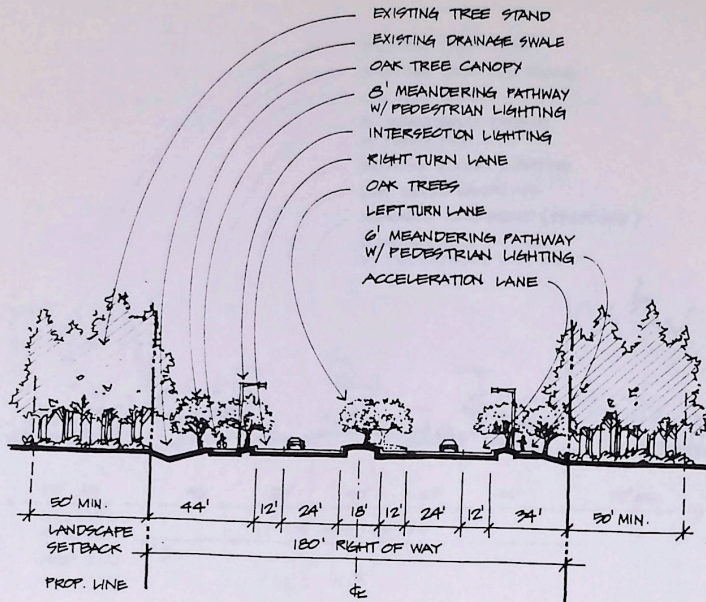 EXISTING TREE STAND
EXISTING DRAINAGE SWALE
OAK TREE CANOPY
8' MEANDERING PATHWAY
W/ PEDESTRIAN LIGHTING
INTERSECTION LIGHTING
RIGHT TURN LANE
OAK TREES
LEFT TURN LANE
6' MEANDERING PATHWAY
W/ PEDESTRIAN LIGHTING
ACCELERATION LANE
50' MIN. 44' 12' 24' 18' 12' 24' 12' 34' 50' MIN.
LANDSCAPE
SETBACK
180' RIGHT OF WAY
PROP. LINE
℄